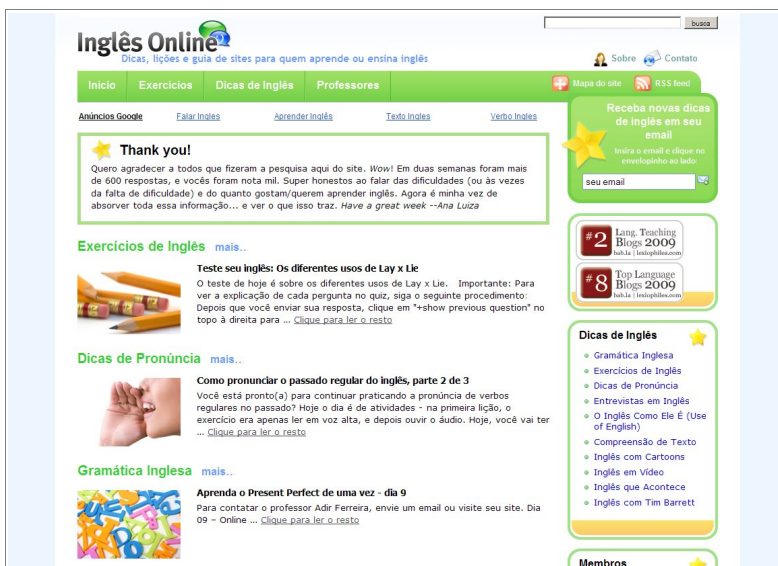 busca
Inglês Online
Dicas, lições e guia de sites para quem aprende ou ensina inglês
Sobre Contato
Inicio Exercicios Dicas de Inglês Professores
Mapa do site RSS feed
Anúncios Google Falar Ingles Aprender Inglês Texto Ingles Verbo Ingles
Thank you!
Quero agradecer a todos que fizeram a pesquisa aqui do site. Wow! Em duas semanas foram mais
de 600 respostas, e vocês foram nota mil. Super honestos ao falar das dificuldades (ou às vezes
da falta de dificuldade) e do quanto gostam/querem aprender inglês. Agora é minha vez de
absorver toda essa informação... e ver o que isso traz. Have a great week --Ana Luiza
Exercícios de Inglês mais..
Teste seu inglês: Os diferentes usos de Lay x Lie
O teste de hoje é sobre os diferentes usos de Lay x Lie. Importante: Para
ver a explicação de cada pergunta no quiz, siga o seguinte procedimento:
Depois que você enviar sua resposta, clique em "+show previous question" no
topo à direita para ... Clique para ler o resto
Dicas de Pronúncia mais..
Como pronunciar o passado regular do inglês, parte 2 de 3
Você está pronto(a) para continuar praticando a pronúncia de verbos
regulares no passado? Hoje o dia é de atividades - na primeira lição, o
exercício era apenas ler em voz alta, e depois ouvir o áudio. Hoje, você vai ter
... Clique para ler o resto
Gramática Inglesa mais..
Aprenda o Present Perfect de uma vez - dia 9
Para contatar o professor Adir Ferreira, envie um email ou visite seu site. Dia
09 – Online ... Clique para ler o resto
Receba novas dicas
de inglês em seu
email
Insira o email e clique no
envelopinho ao lado:
seu email
#2 Lang. Teaching
Blogs 2009
bab.la | lexiophiles.com
#8 Top Language
Blogs 2009
bab.la | lexiophiles.com
Dicas de Inglês
Gramática Inglesa
Exercícios de Inglês
Dicas de Pronúncia
Entrevistas em Inglês
O Inglês Como Ele É (Use
of English)
Compreensão de Texto
Inglês com Cartoons
Inglês em Vídeo
Inglês que Acontece
Inglês com Tim Barrett
Membros